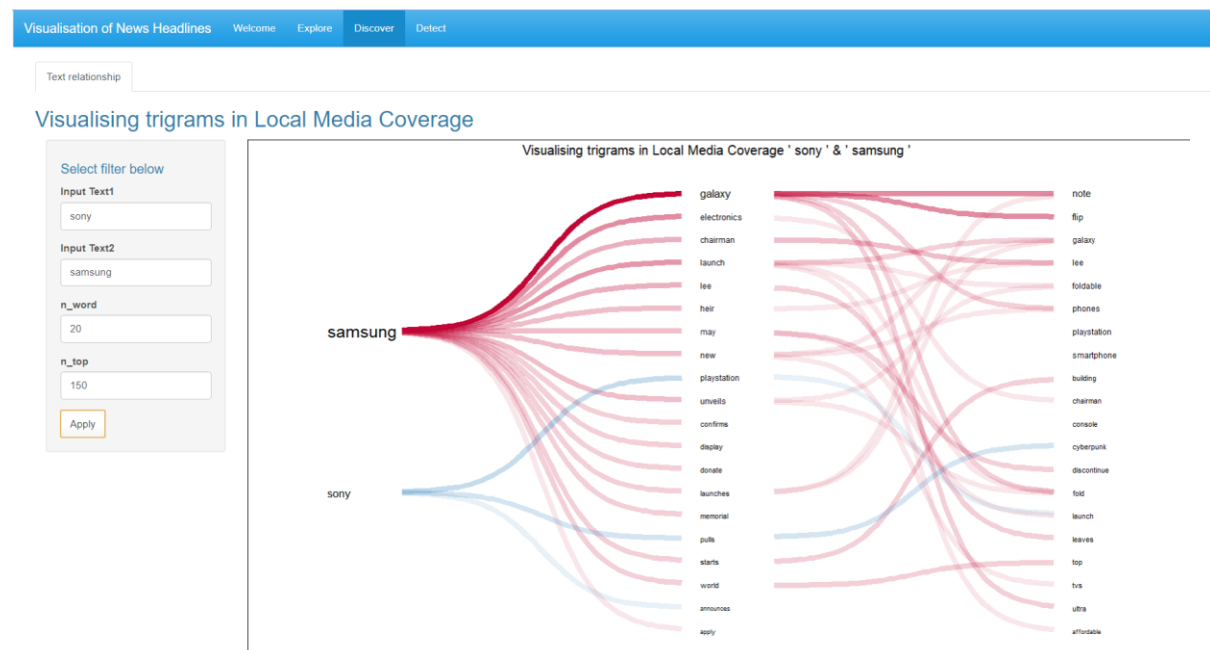 Visualisation of News Headlines Welcome Explore Discover Detect
Text relationship
Visualising trigrams in Local Media Coverage
Select filter below
Input Text1
sony
Input Text2
samsung
n_word
20
n_top
150
Apply
Visualising trigrams in Local Media Coverage ' sony ' & ' samsung '
samsung
sony
galaxy
electronics
chairman
launch
lee
heir
may
new
playstation
unveils
confirms
display
donate
launches
memorial
pulls
starts
world
announces
apply
note
flip
galaxy
lee
foldable
phones
playstation
smartphone
building
chairman
console
cyberpunk
discontinue
fold
launch
leaves
top
tvs
ultra
affordable